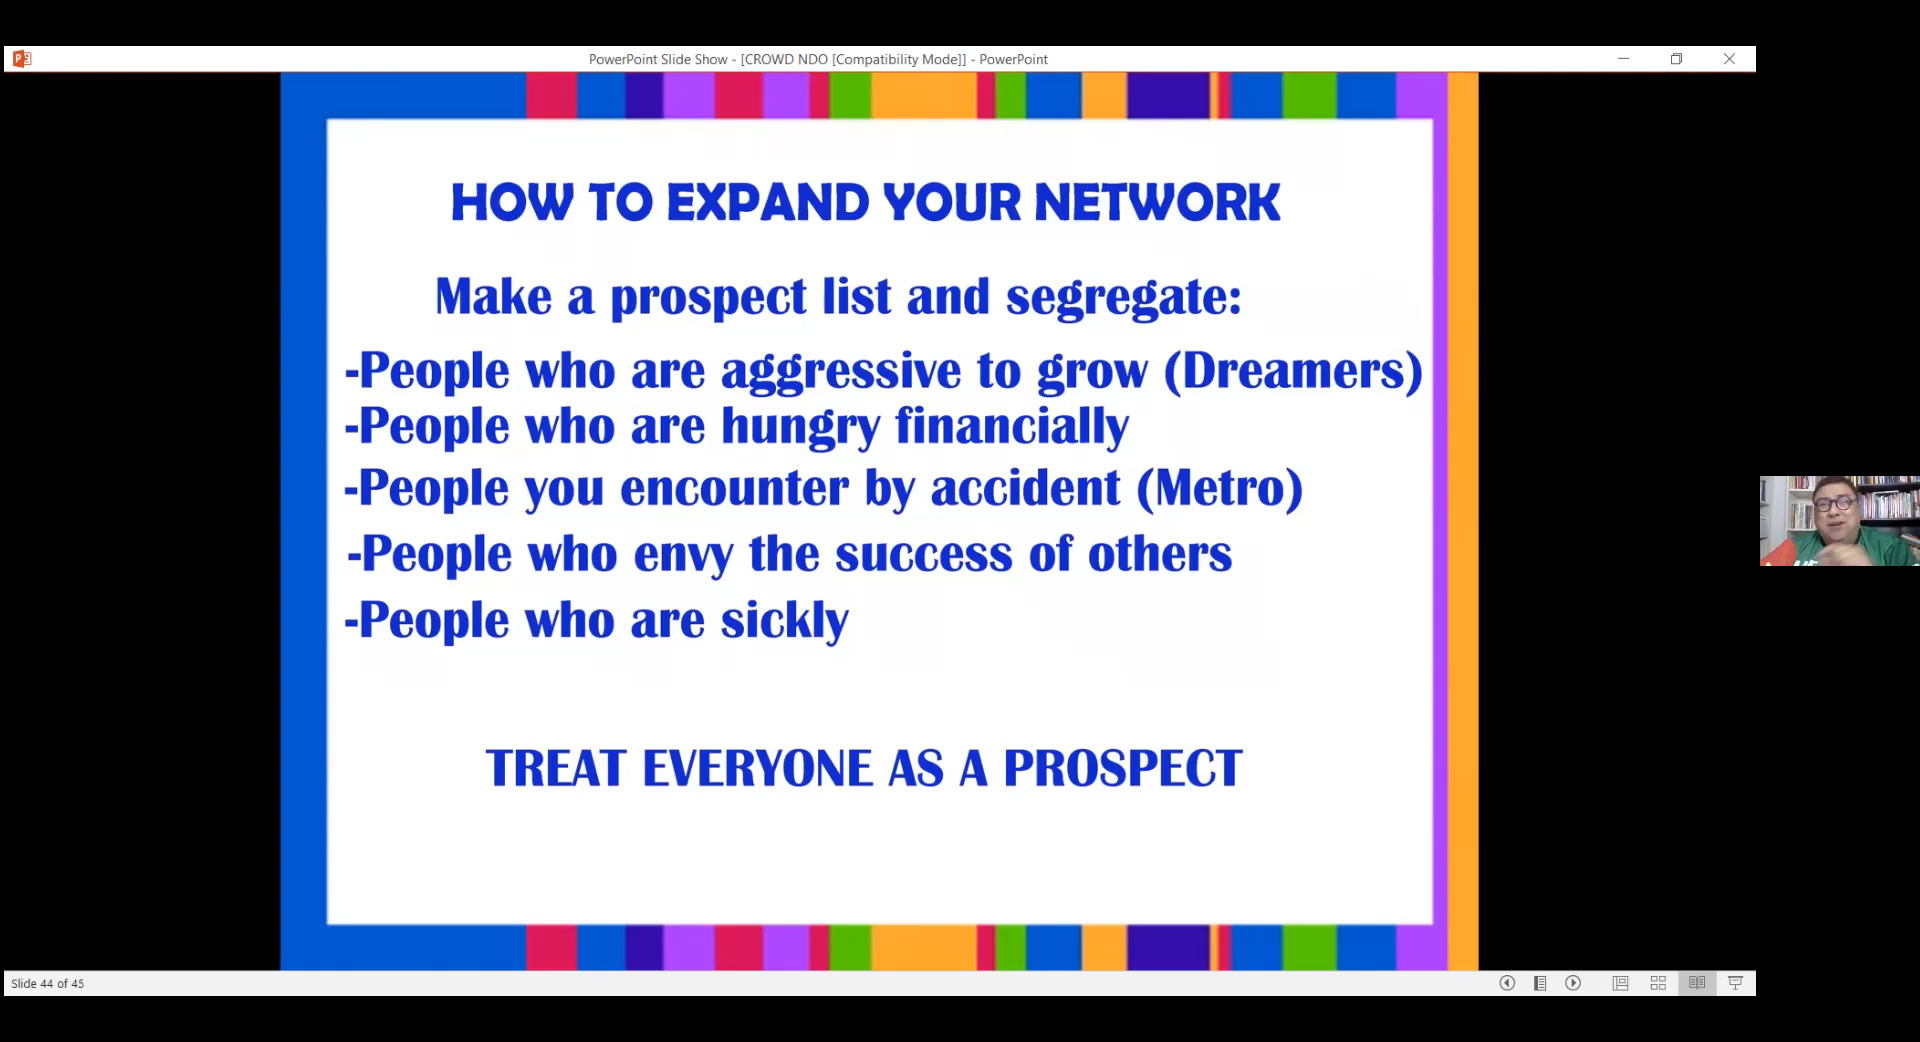 PowerPoint Slide Show - [CROWD NDO [Compatibility Mode]] - PowerPoint
HOW TO EXPAND YOUR NETWORK
Make a prospect list and segregate:
-People who are aggressive to grow (Dreamers)
-People who are hungry financially
-People you encounter by accident (Metro)
-People who envy the success of others
-People who are sickly
TREAT EVERYONE AS A PROSPECT
Slide 44 of 45